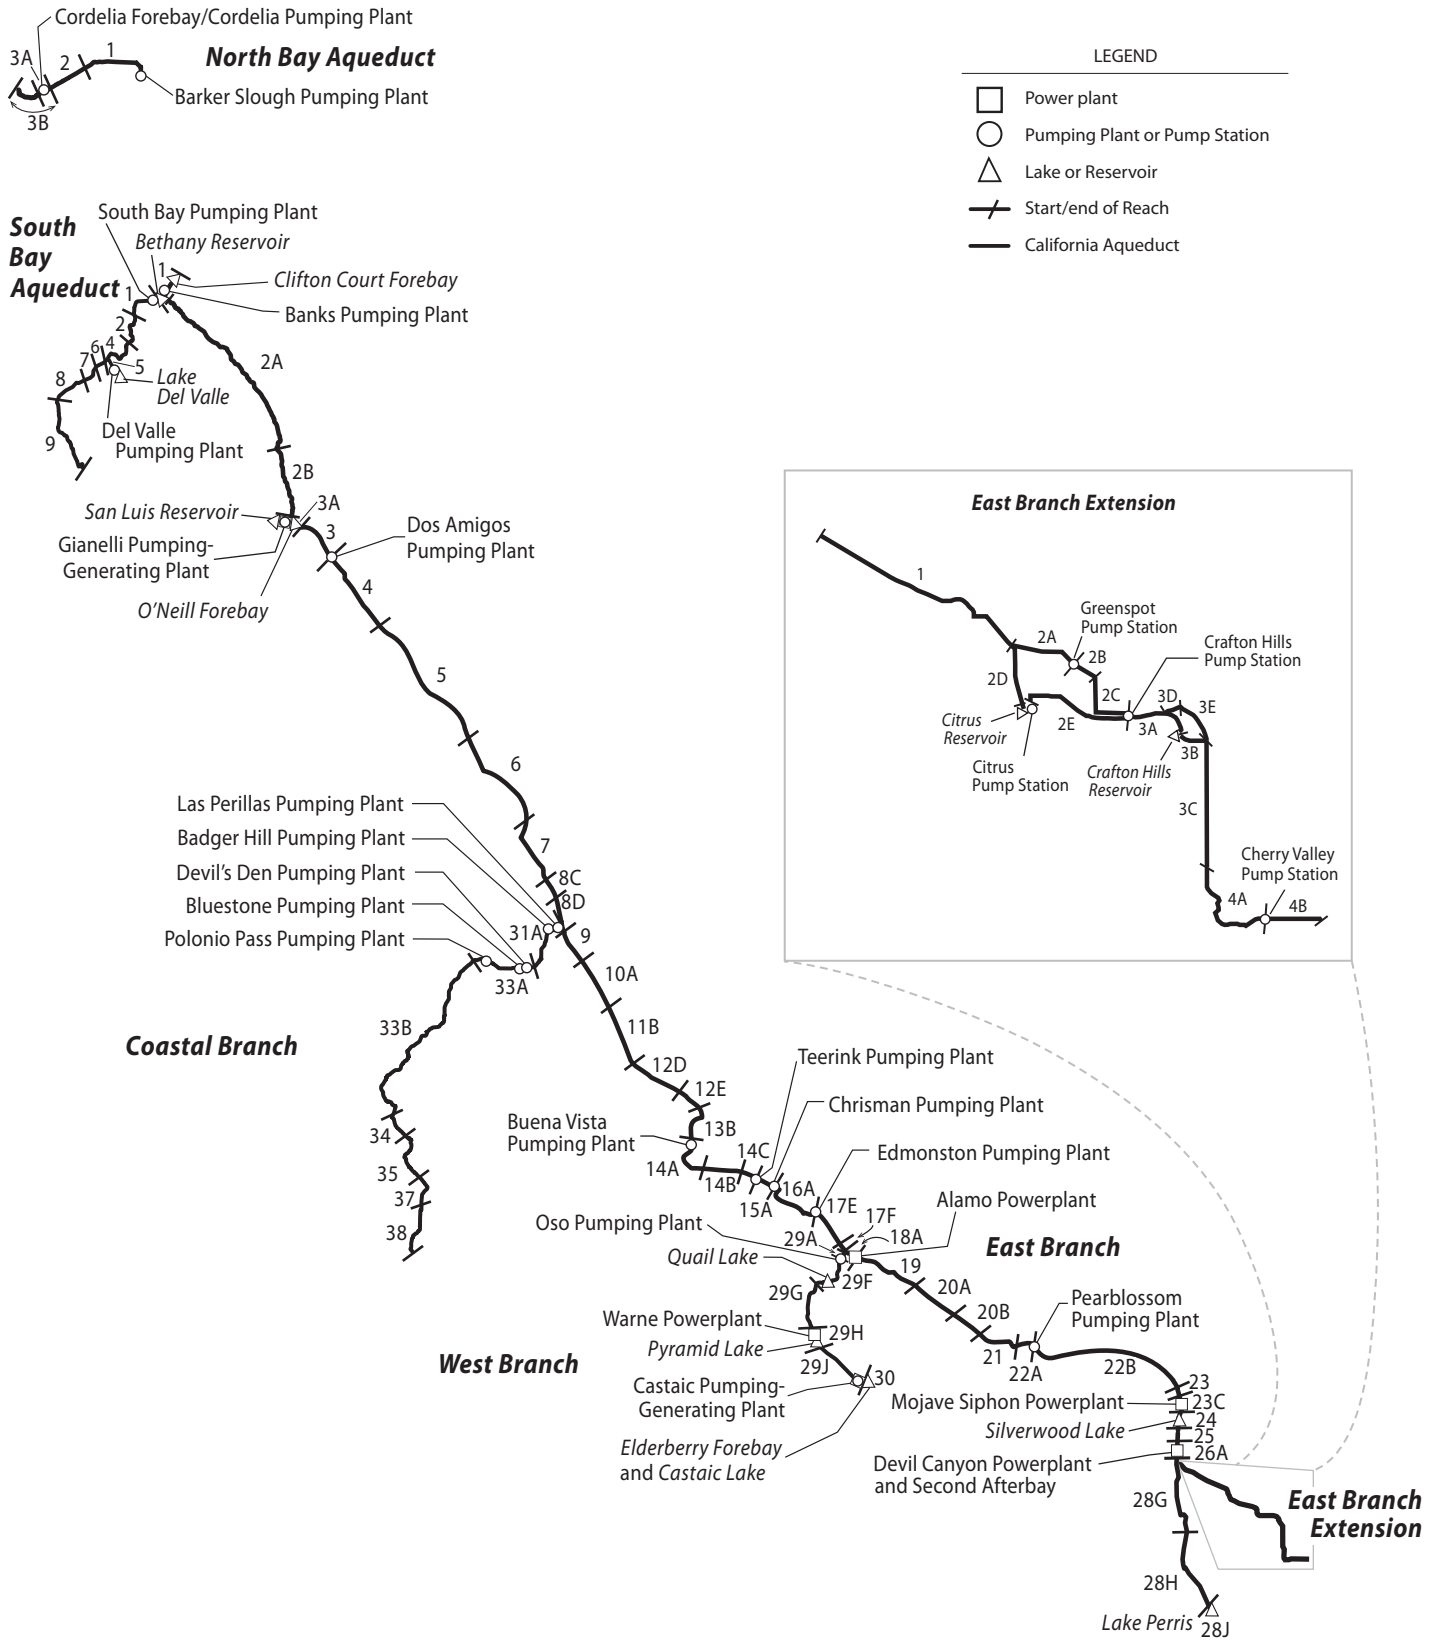 Cordelia Forebay/Cordelia Pumping Plant
North Bay Aqueduct
3A
2
1
Barker Slough Pumping Plant
3B
LEGEND
Power plant
Pumping Plant or Pump Station
Lake or Reservoir
Start/end of Reach
California Aqueduct
South
Bay
Aqueduct
South Bay Pumping Plant
Bethany Reservoir
1
Clifton Court Forebay
Banks Pumping Plant
1
2
4
6
7
5
8
9
Lake
Del Valle
Del Valle
Pumping Plant
2A
2B
San Luis Reservoir
3A
3
Gianelli Pumping-
Generating Plant
O'Neill Forebay
Dos Amigos
Pumping Plant
4
5
6
7
8C
8D
Las Perillas Pumping Plant
Badger Hill Pumping Plant
Devil's Den Pumping Plant
Bluestone Pumping Plant
Polonio Pass Pumping Plant
31A
33A
9
10A
11B
12D
12E
13B
Coastal Branch
33B
34
35
37
38
Buena Vista
Pumping Plant
14A
14B
14C
15A
16A
Teerink Pumping Plant
Chrisman Pumping Plant
Edmonston Pumping Plant
17E
17F
18A
Alamo Powerplant
Oso Pumping Plant
29A
Quail Lake
29F
29G
Warne Powerplant
29H
Pyramid Lake
29J
West Branch
Castaic Pumping-
Generating Plant
30
Elderberry Forebay
and Castaic Lake
East Branch
19
20A
20B
21
22A
Pearblossom
Pumping Plant
22B
23
Mojave Siphon Powerplant
23C
Silverwood Lake
24
25
Devil Canyon Powerplant
and Second Afterbay
26A
28G
28H
Lake Perris
28J
East Branch
Extension
East Branch Extension
1
2A
Greenspot
Pump Station
2B
2C
2D
2E
Citrus
Reservoir
Citrus
Pump Station
Crafton Hills
Pump Station
3A
3D
3E
3B
Crafton Hills
Reservoir
3C
Cherry Valley
Pump Station
4A
4B